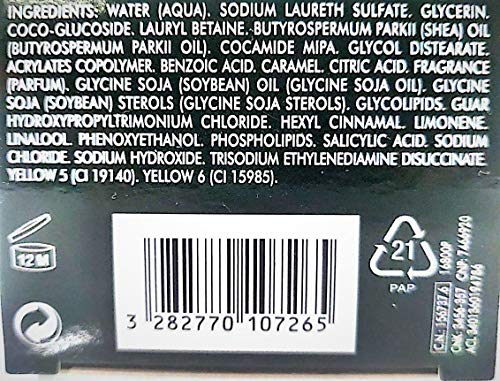 INGREDIENTS: WATER (AQUA). SODIUM LAURETH SULFATE. GLYCERIN.
COCO-GLUCOSIDE. LAURYL BETAINE. BUTYROSPERMUM PARKII (SHEA) OIL
(BUTYROSPERMUM PARKII OIL). COCAMIDE MIPA. GLYCOL DISTEARATE.
ACRYLATES COPOLYMER. BENZOIC ACID. CARAMEL. CITRIC ACID. FRAGRANCE
(PARFUM). GLYCINE SOJA (SOYBEAN) OIL (GLYCINE SOJA OIL). GLYCINE
SOJA (SOYBEAN) STEROLS (GLYCINE SOJA STEROLS). GLYCOLIPIDS. GUAR
HYDROXYPROPYLTRIMONIUM CHLORIDE. HEXYL CINNAMAL. LIMONENE.
LINALOOL. PHENOXYETHANOL. PHOSPHOLIPIDS. SALICYLIC ACID. SODIUM
CHLORIDE. SODIUM HYDROXIDE. TRISODIUM ETHYLENEDIAMINE DISUCCINATE.
YELLOW 5 (CI 19140). YELLOW 6 (CI 15985).
12 M
3 282770 107265
21
PAP